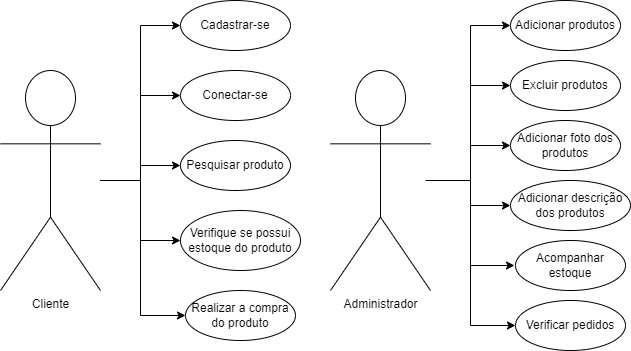 Cadastrar-se
Conectar-se
Pesquisar produto
Verifique se possui
estoque do produto
Realizar a compra
do produto
Cliente
Adicionar produtos
Excluir produtos
Adicionar foto dos
produtos
Adicionar descrição
dos produtos
Acompanhar
estoque
Verificar pedidos
Administrador